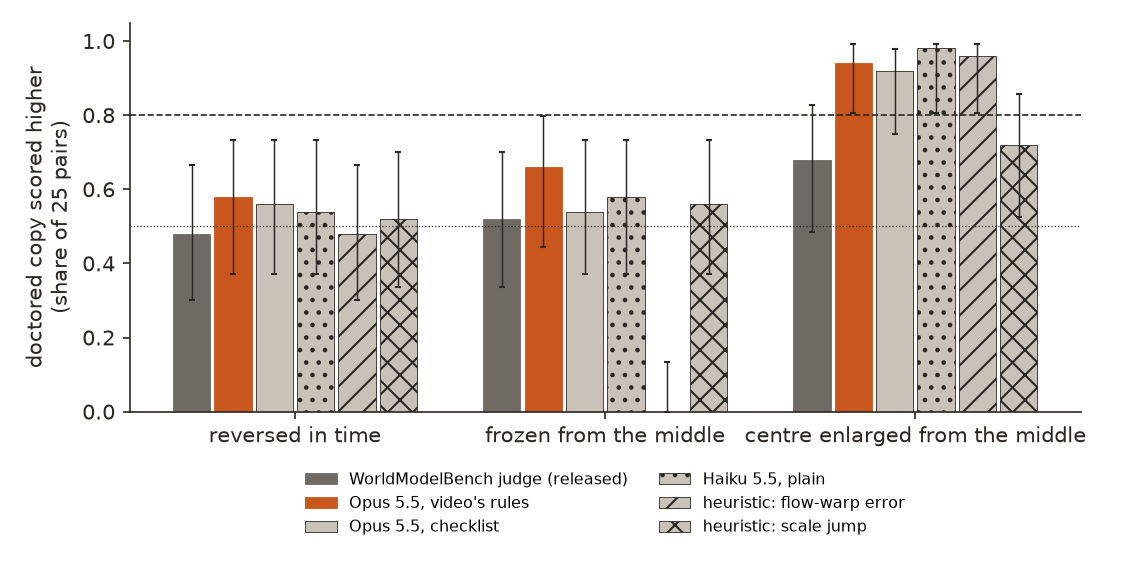 doctored copy scored higher
(share of 25 pairs)
1.0
0.8
0.6
0.4
0.2
0.0
reversed in time
frozen from the middle
centre enlarged from the middle
WorldModelBench judge (released)
Opus 5.5, video's rules
Opus 5.5, checklist
Haiku 5.5, plain
heuristic: flow-warp error
heuristic: scale jump